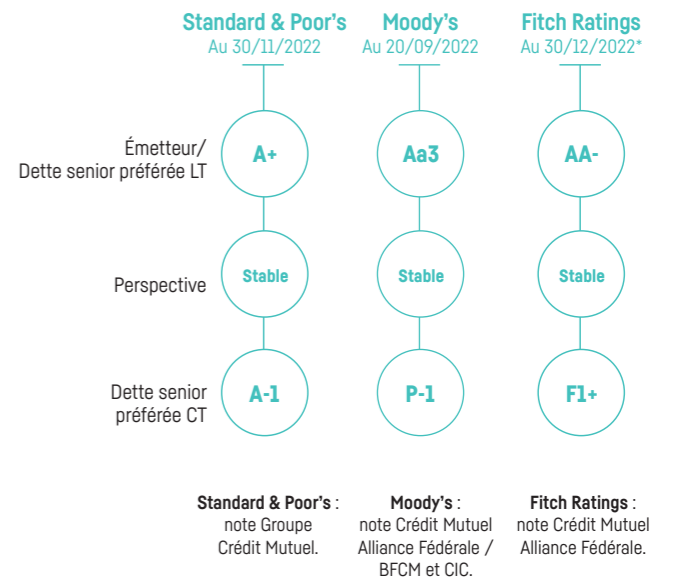 Standard & Poor's
Au 30/11/2022
Moody's
Au 20/09/2022
Fitch Ratings
Au 30/12/2022*
Émetteur/
Dette senior préférée LT
A+
Aa3
AA-
Perspective
Stable
Stable
Stable
Dette senior
préférée CT
A-1
P-1
F1+
Standard & Poor's :
note Groupe
Crédit Mutuel.
Moody's :
note Crédit Mutuel
Alliance Fédérale /
BFCM et CIC.
Fitch Ratings :
note Crédit Mutuel
Alliance Fédérale.